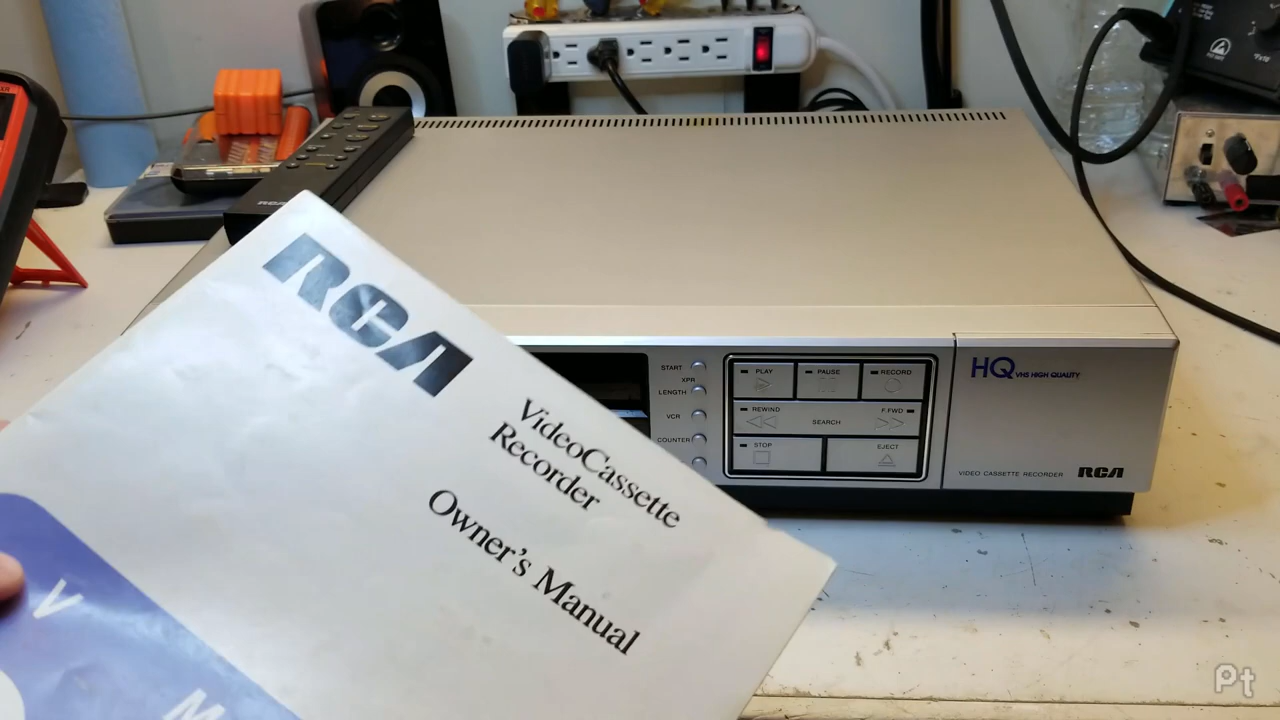 RCA
RCA
VideoCassette
Recorder
Owner's Manual
V
M
START
XPR
LENGTH
VCR
COUNTER
PLAY
PAUSE
RECORD
REWIND
SEARCH
F.FWD
STOP
EJECT
HQ VHS HIGH QUALITY
VIDEO CASSETTE RECORDER RCA
Pt